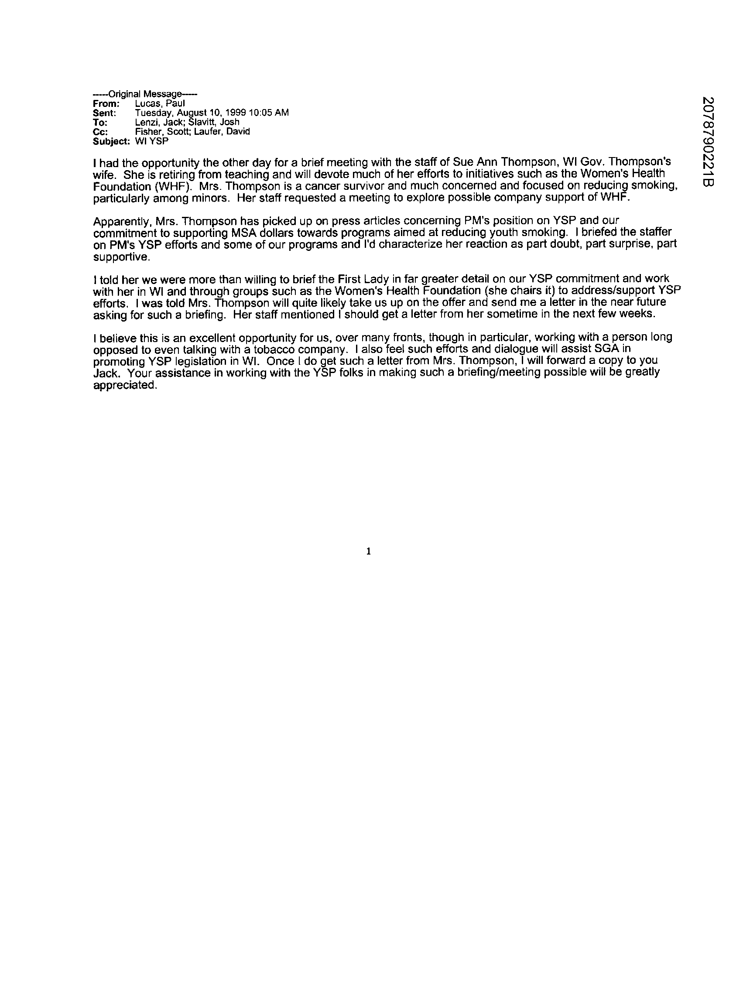 -----Original Message-----
From: Lucas, Paul
Sent: Tuesday, August 10, 1999 10:05 AM
To: Lenzi, Jack; Slavitt, Josh
Cc: Fisher, Scott; Laufer, David
Subject: WI YSP
I had the opportunity the other day for a brief meeting with the staff of Sue Ann Thompson, WI Gov. Thompson's
wife. She is retiring from teaching and will devote much of her efforts to initiatives such as the Women's Health
Foundation (WHF). Mrs. Thompson is a cancer survivor and much concerned and focused on reducing smoking,
particularly among minors. Her staff requested a meeting to explore possible company support of WHF.
Apparently, Mrs. Thompson has picked up on press articles concerning PM's position on YSP and our
commitment to supporting MSA dollars towards programs aimed at reducing youth smoking. I briefed the staffer
on PM's YSP efforts and some of our programs and I'd characterize her reaction as part doubt, part surprise, part
supportive.
I told her we were more than willing to brief the First Lady in far greater detail on our YSP commitment and work
with her in WI and through groups such as the Women's Health Foundation (she chairs it) to address/support YSP
efforts. I was told Mrs. Thompson will quite likely take us up on the offer and send me a letter in the near future
asking for such a briefing. Her staff mentioned I should get a letter from her sometime in the next few weeks.
I believe this is an excellent opportunity for us, over many fronts, though in particular, working with a person long
opposed to even talking with a tobacco company. I also feel such efforts and dialogue will assist SGA in
promoting YSP legislation in WI. Once I do get such a letter from Mrs. Thompson, I will forward a copy to you
Jack. Your assistance in working with the YSP folks in making such a briefing/meeting possible will be greatly
appreciated.
1
2078790221B